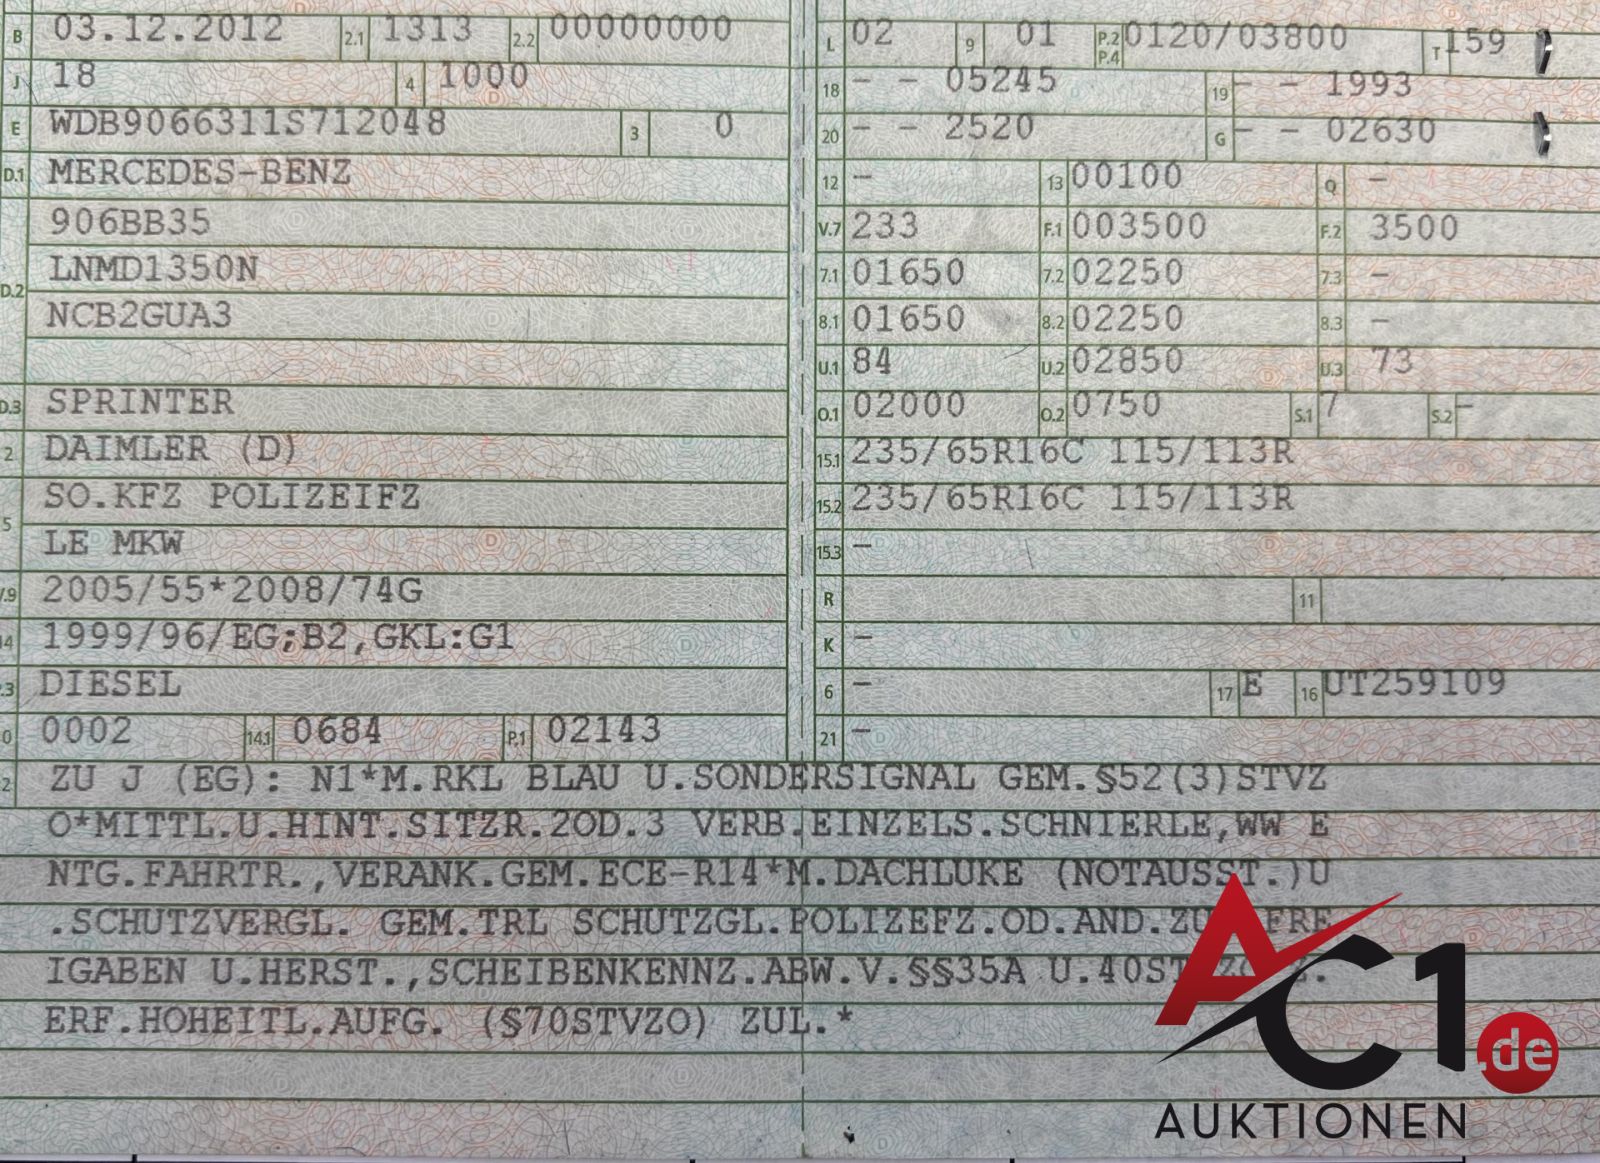 B 03.12.2012 2.1 1313 2.2 00000000
J 18 4 1000
E WDB9066311S712048 3 0
D.1 MERCEDES-BENZ
906BB35
D.2 LNMD1350N
NCB2GUA3
D.3 SPRINTER
2 DAIMLER (D)
SO.KFZ POLIZEIFZ
5 LE MKW
V.9 2005/55*2008/74G
14 1999/96/EG;B2,GKL:G1
P.3 DIESEL
10 0002 14.1 0684 P.1 02143
L 02 9 01 P.2 P.4 0120/03800 T 159
18 - - 05245 19 - - 1993
20 - - 2520 G - - 02630
12 - 13 00100 Q -
V.7 233 F.1 003500 F.2 3500
7.1 01650 7.2 02250 7.3 -
8.1 01650 8.2 02250 8.3 -
U.1 84 U.2 02850 U.3 73
O.1 02000 O.2 0750 S.1 7 S.2 -
15.1 235/65R16C 115/113R
15.2 235/65R16C 115/113R
15.3 -
R 11
K -
6 - 17 E 16 UT259109
21 -
2 ZU J (EG): N1*M.RKL BLAU U.SONDERSIGNAL GEM.§52(3)STVZ
O*MITTL.U.HINT.SITZR.2OD.3 VERB.EINZELS.SCHNIERLE,WW E
NTG.FAHRTR.,VERANK.GEM.ECE-R14*M.DACHLUKE (NOTAUSST.)U
.SCHUTZVERGL. GEM.TRL SCHUTZGL.POLIZEFZ.OD.AND.ZU FRE
IGABEN U.HERST.,SCHEIBENKENNZ.ABW.V.§§35A U.40ST
ERF.HOHEITL.AUFG. (§70STVZO) ZUL.*
AC1.de
AUKTIONEN